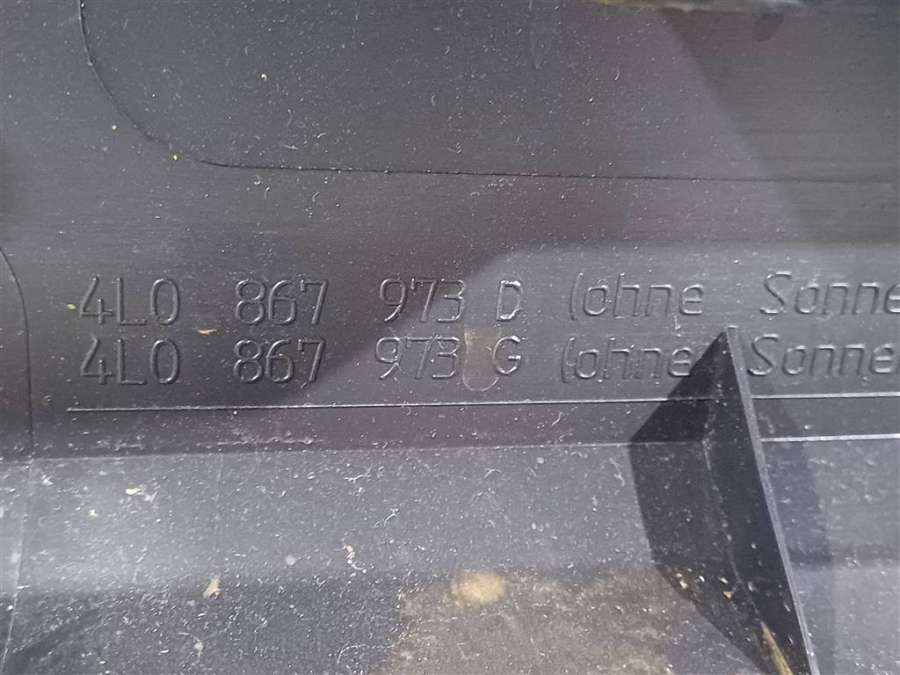 4L0 867 973 D (ohne Sonne
4L0 867 973 G (ohne Sonne